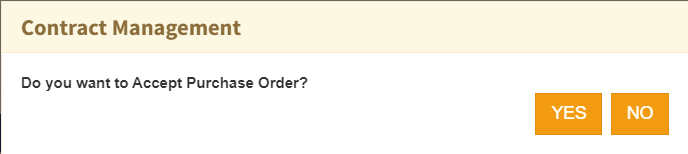 Contract Management
Do you want to Accept Purchase Order?
YES NO